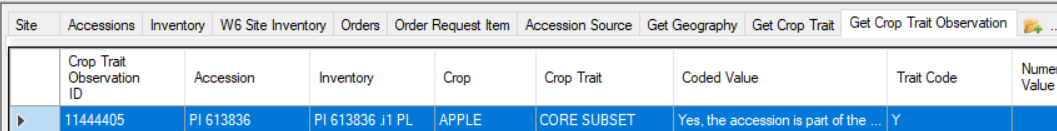 Site Accessions Inventory W6 Site Inventory Orders Order Request Item Accession Source Get Geography Get Crop Trait Get Crop Trait Observation ...
Crop Trait Observation ID Accession Inventory Crop Crop Trait Coded Value Trait Code Value
11444405 PI 613836 PI 613836 .i1 PL APPLE CORE SUBSET Yes, the accession is part of the ... Y